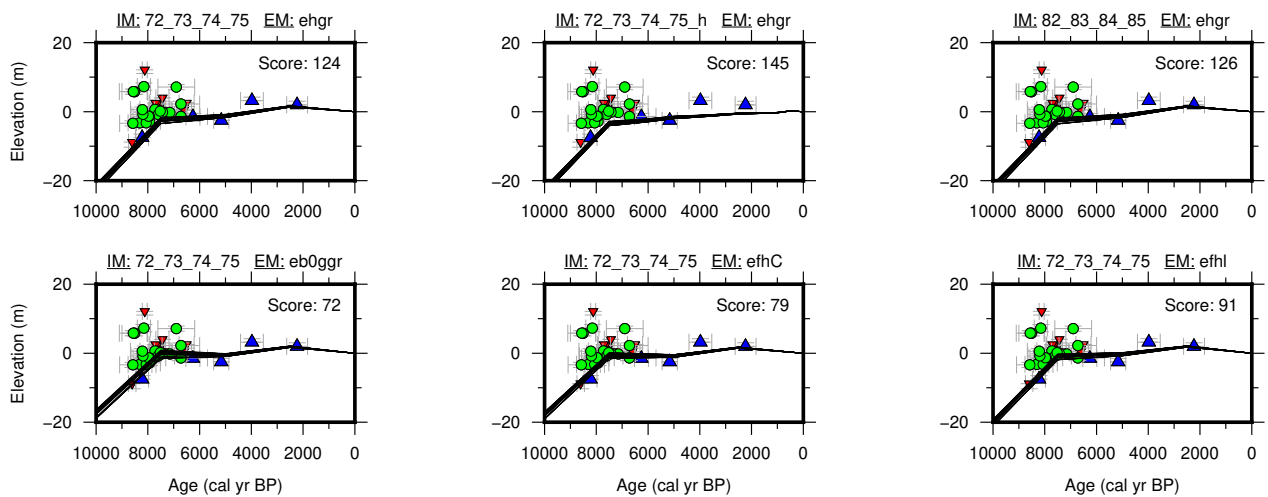 IM: 72_73_74_75 EM: ehgr
IM: 72_73_74_75_h EM: ehgr
IM: 82_83_84_85 EM: ehgr
20
0
−20
Elevation (m)
Score: 124
10000 8000 6000 4000 2000 0
20
0
−20
Score: 145
10000 8000 6000 4000 2000 0
20
0
−20
Score: 126
10000 8000 6000 4000 2000 0
IM: 72_73_74_75 EM: eb0ggr
IM: 72_73_74_75 EM: efhC
IM: 72_73_74_75 EM: efhl
20
0
−20
Elevation (m)
Score: 72
10000 8000 6000 4000 2000 0
Age (cal yr BP)
20
0
−20
Score: 79
10000 8000 6000 4000 2000 0
Age (cal yr BP)
20
0
−20
Score: 91
10000 8000 6000 4000 2000 0
Age (cal yr BP)